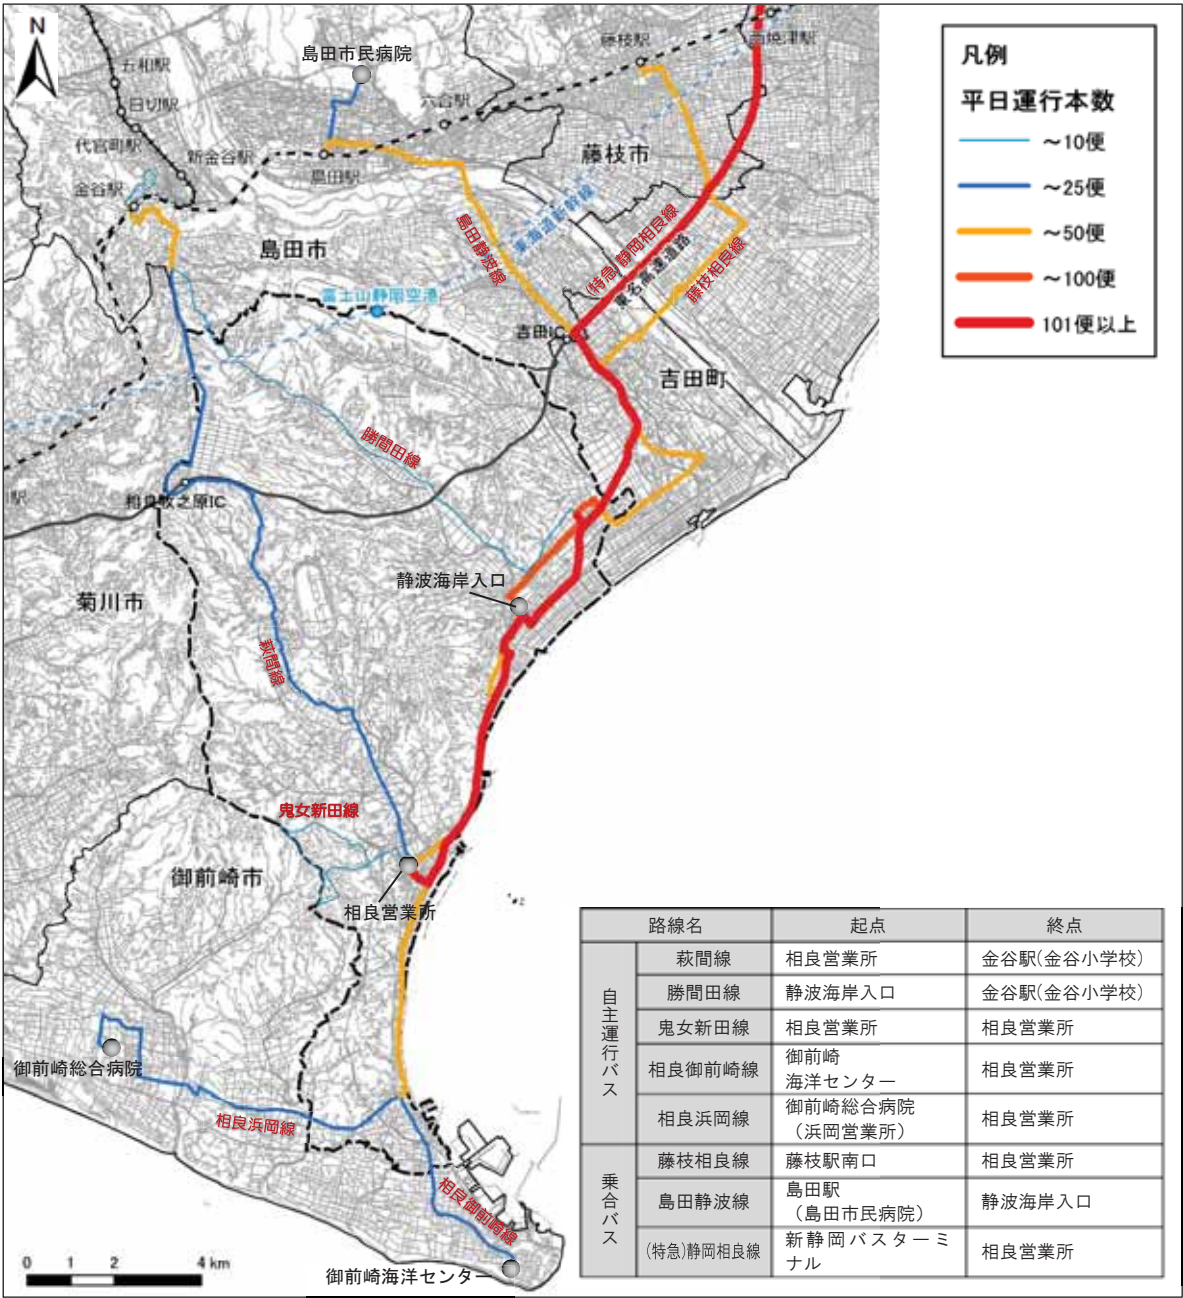 N
島田市民病院
藤枝駅
西焼津駅
五和駅
日切駅
六合駅
代官町駅
新金谷駅
島田駅
金谷駅
藤枝市
島田市
島田静波線
東海道新幹線
(特急)静岡相良線
東名高速道路
藤枝相良線
富士山静岡空港
吉田IC
吉田町
勝間田線
相良牧之原IC
静波海岸入口
菊川市
萩間線
鬼女新田線
御前崎市
相良営業所
御前崎総合病院
相良浜岡線
相良御前崎線
御前崎海洋センター
0 1 2 4 km
凡例
平日運行本数
～10便
～25便
～50便
～100便
101便以上
路線名 起点 終点
自主運行バス
萩間線 相良営業所 金谷駅(金谷小学校)
勝間田線 静波海岸入口 金谷駅(金谷小学校)
鬼女新田線 相良営業所 相良営業所
相良御前崎線 御前崎
海洋センター 相良営業所
相良浜岡線 御前崎総合病院
(浜岡営業所) 相良営業所
乗合バス
藤枝相良線 藤枝駅南口 相良営業所
島田静波線 島田駅
(島田市民病院) 静波海岸入口
(特急)静岡相良線 新静岡バスターミ
ナル 相良営業所